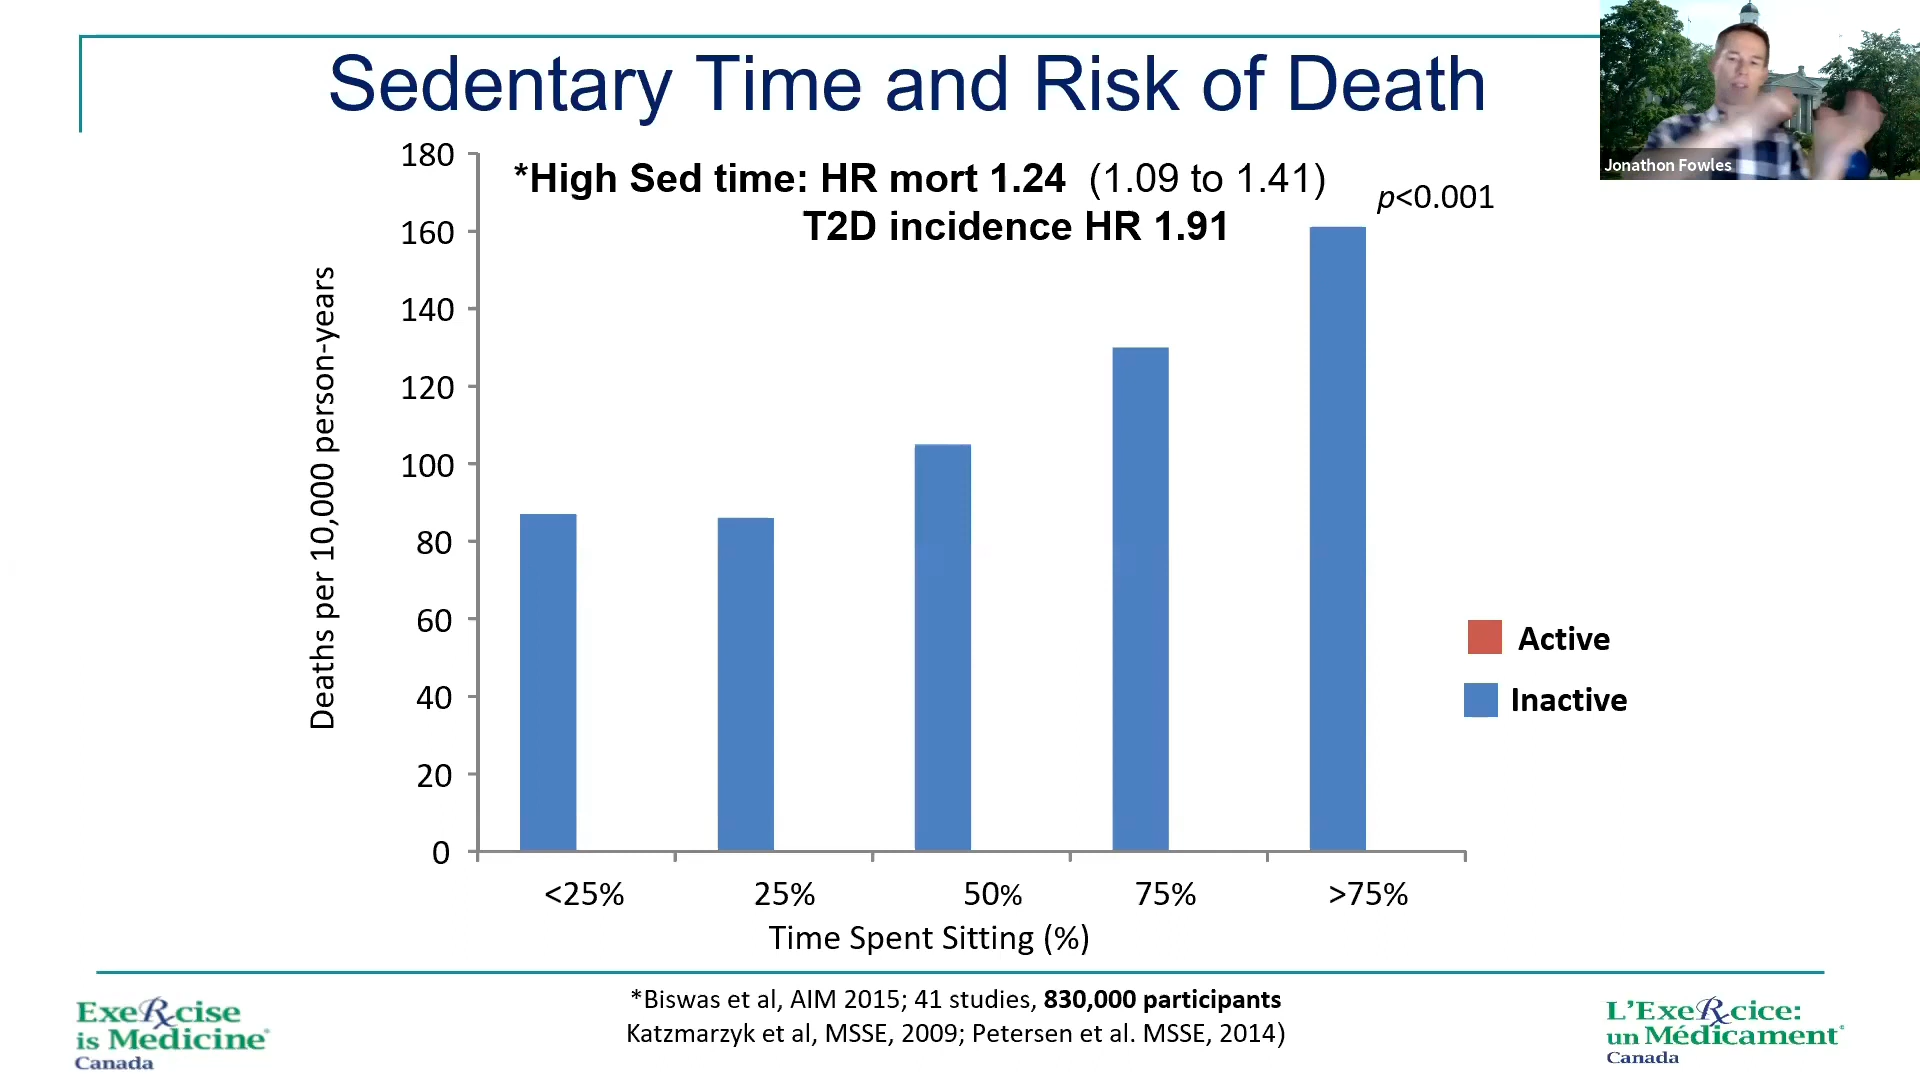 Sedentary Time and Risk of Death
Jonathon Fowles
*High Sed time: HR mort 1.24 (1.09 to 1.41)
p<0.001
T2D incidence HR 1.91
Deaths per 10,000 person-years
180
160
140
120
100
80
60
40
20
0
<25% 25% 50% 75% >75%
Time Spent Sitting (%)
Active
Inactive
*Biswas et al, AIM 2015; 41 studies, 830,000 participants
Katzmarzyk et al, MSSE, 2009; Petersen et al. MSSE, 2014)
ExeRxcise
is Medicine®
Canada
L'ExeRxcice:
un Médicament
Canada